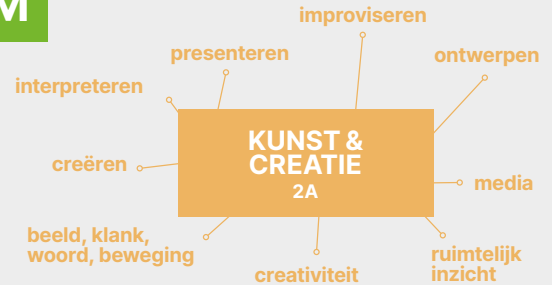 M
improviseren
presenteren
ontwerpen
interpreteren
KUNST &
CREATIE
2A
creëren
media
beeld, klank,
woord, beweging
ruimtelijk
inzicht
creativiteit